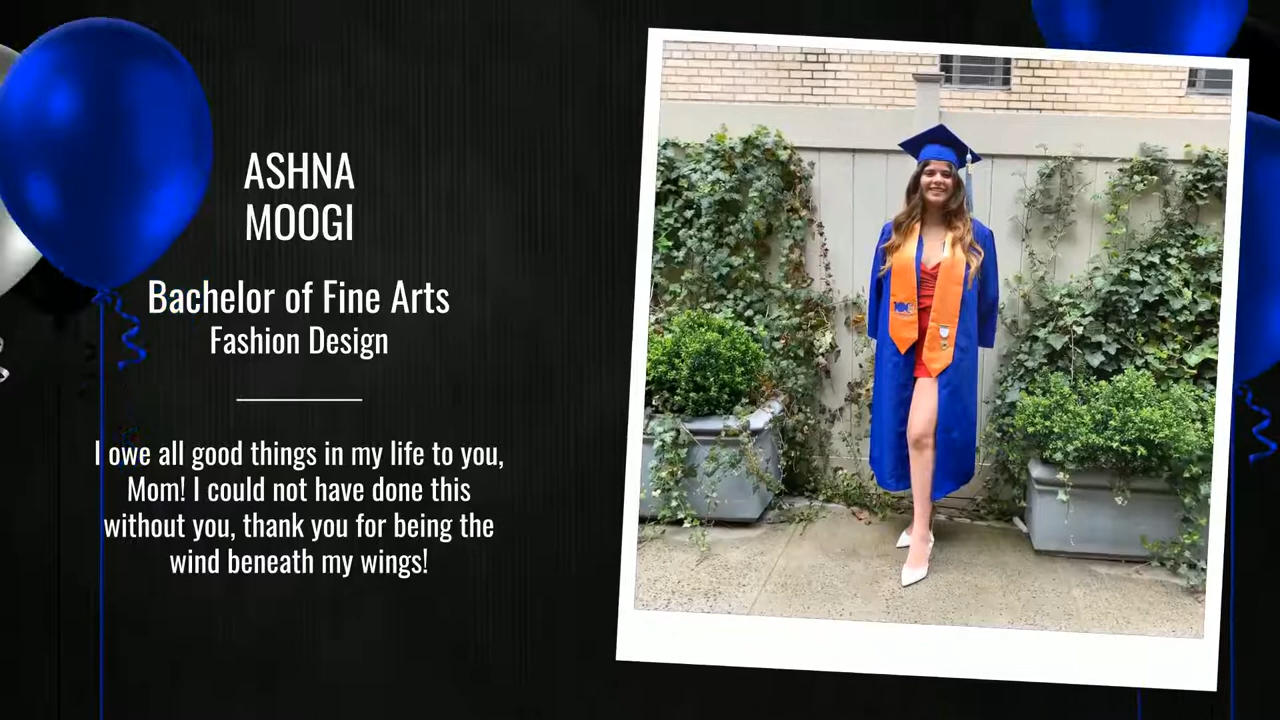 ASHNA
MOOGI
Bachelor of Fine Arts
Fashion Design
I owe all good things in my life to you,
Mom! I could not have done this
without you, thank you for being the
wind beneath my wings!